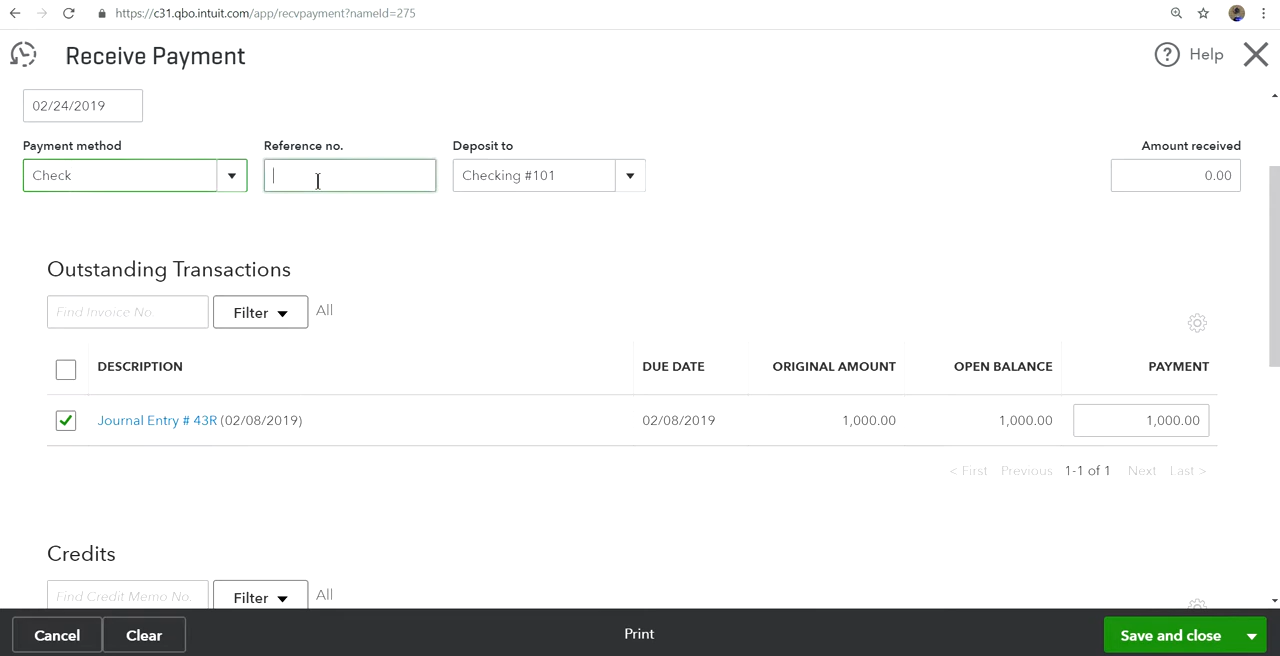 https://c31.qbo.intuit.com/app/recvpayment?nameId=275
Receive Payment
Help
02/24/2019
Payment method
Reference no.
Deposit to
Amount received
Check
Checking #101
0.00
Outstanding Transactions
Find Invoice No.
Filter
All
DESCRIPTION
DUE DATE
ORIGINAL AMOUNT
OPEN BALANCE
PAYMENT
Journal Entry # 43R (02/08/2019)
02/08/2019
1,000.00
1,000.00
1,000.00
< First Previous 1-1 of 1 Next Last >
Credits
Find Credit Memo No.
Filter
All
Cancel
Clear
Print
Save and close